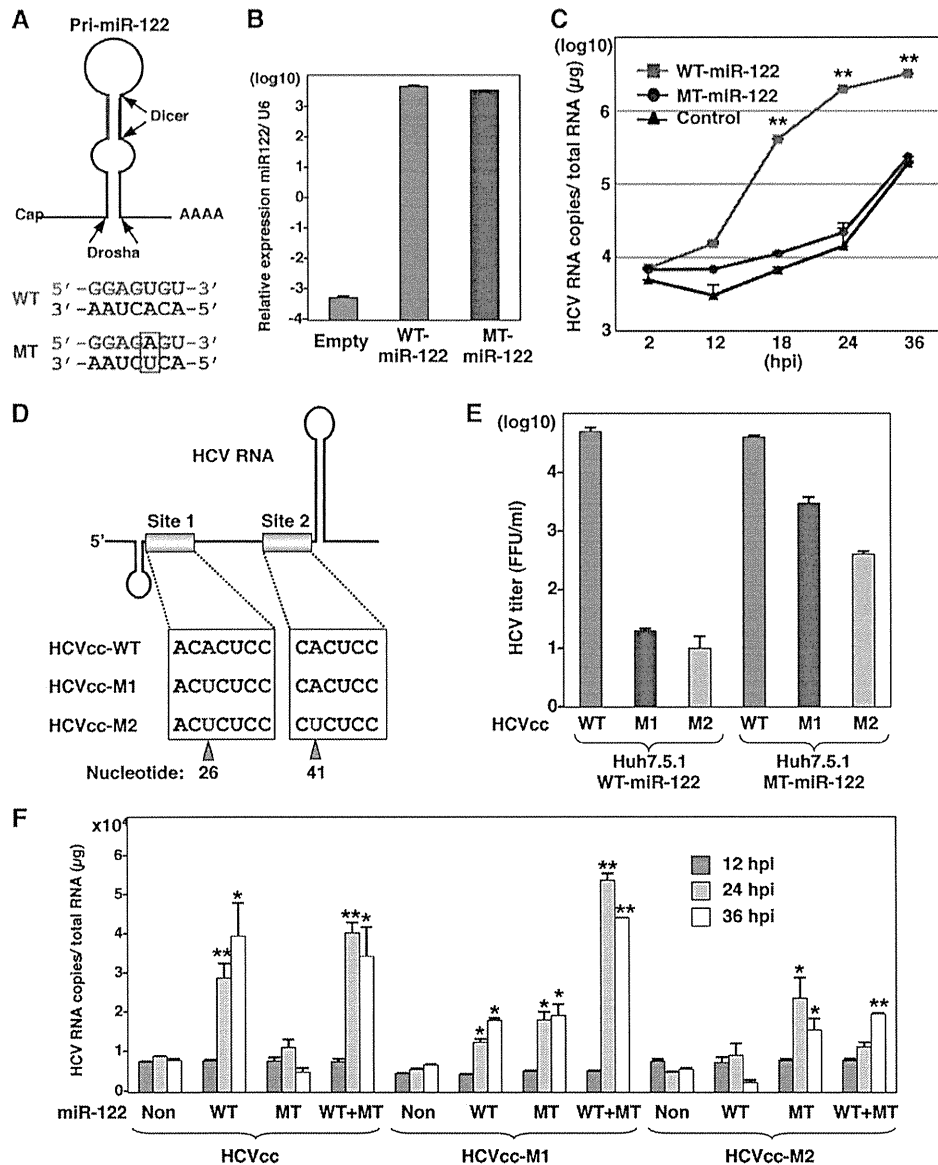 A
Pri-miR-122
Dicer
Cap
AAAA
Drosha
WT
5′-GGAGUGU-3′
3′-AAUCACA-5′
MT
5′-GGAGAGU-3′
3′-AAUCUCA-5′
B
(log10)
Relative expression miR122/ U6
3
2
1
0
-1
-2
-3
-4
Empty
WT-miR-122
MT-miR-122
C
(log10)
HCV RNA copies/ total RNA (µg)
WT-miR-122
MT-miR-122
Control
** ** **
6
5
4
3
2 12 18 24 36
(hpi)
D
HCV RNA
5′
Site 1 Site 2
HCVcc-WT ACACUCC CACUCC
HCVcc-M1 ACUCUCC CACUCC
HCVcc-M2 ACUCUCC CUCUCC
Nucleotide: 26 41
E
(log10)
HCV titer (FFU/ml)
4
3
2
1
0
HCVcc WT M1 M2 WT M1 M2
Huh7.5.1 WT-miR-122
Huh7.5.1 MT-miR-122
F
x10⁴
HCV RNA copies/ total RNA (µg)
6
5
4
3
2
1
0
12 hpi
24 hpi
36 hpi
** * ** * * * * * ** ** * * **
miR-122 Non WT MT WT+MT Non WT MT WT+MT Non WT MT WT+MT
HCVcc HCVcc-M1 HCVcc-M2